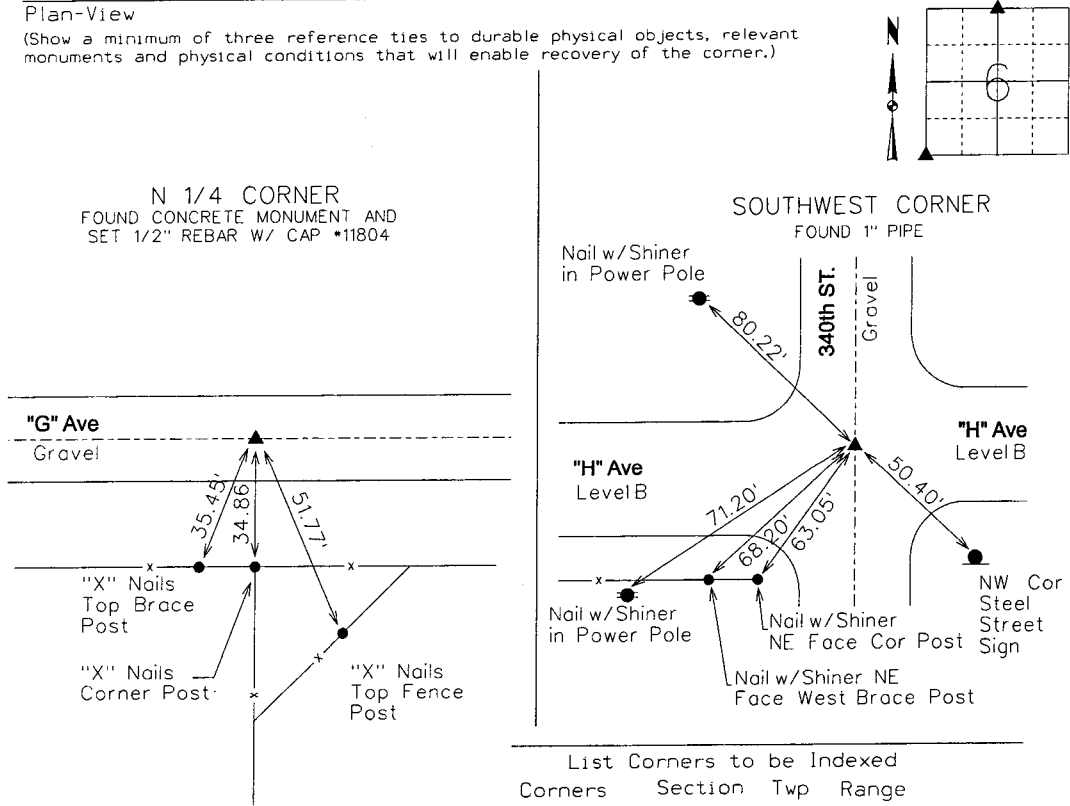 Plan-View
(Show a minimum of three reference ties to durable physical objects, relevant
monuments and physical conditions that will enable recovery of the corner.)
N
6
N 1/4 CORNER
FOUND CONCRETE MONUMENT AND
SET 1/2" REBAR W/ CAP *11804
"G" Ave
Gravel
35.45'
34.86
51.77'
"X" Nails
Top Brace
Post
"X" Nails
Corner Post
"X" Nails
Top Fence
Post
SOUTHWEST CORNER
FOUND 1" PIPE
Nail w/Shiner
in Power Pole
340th ST.
Gravel
80.22'
"H" Ave
Level B
"H" Ave
Level B
71.20'
68.20'
63.05'
50.40'
Nail w/Shiner
in Power Pole
Nail w/Shiner
NE Face Cor Post
Nail w/Shiner NE
Face West Brace Post
NW Cor
Steel
Street
Sign
List Corners to be Indexed
Corners Section Twp Range